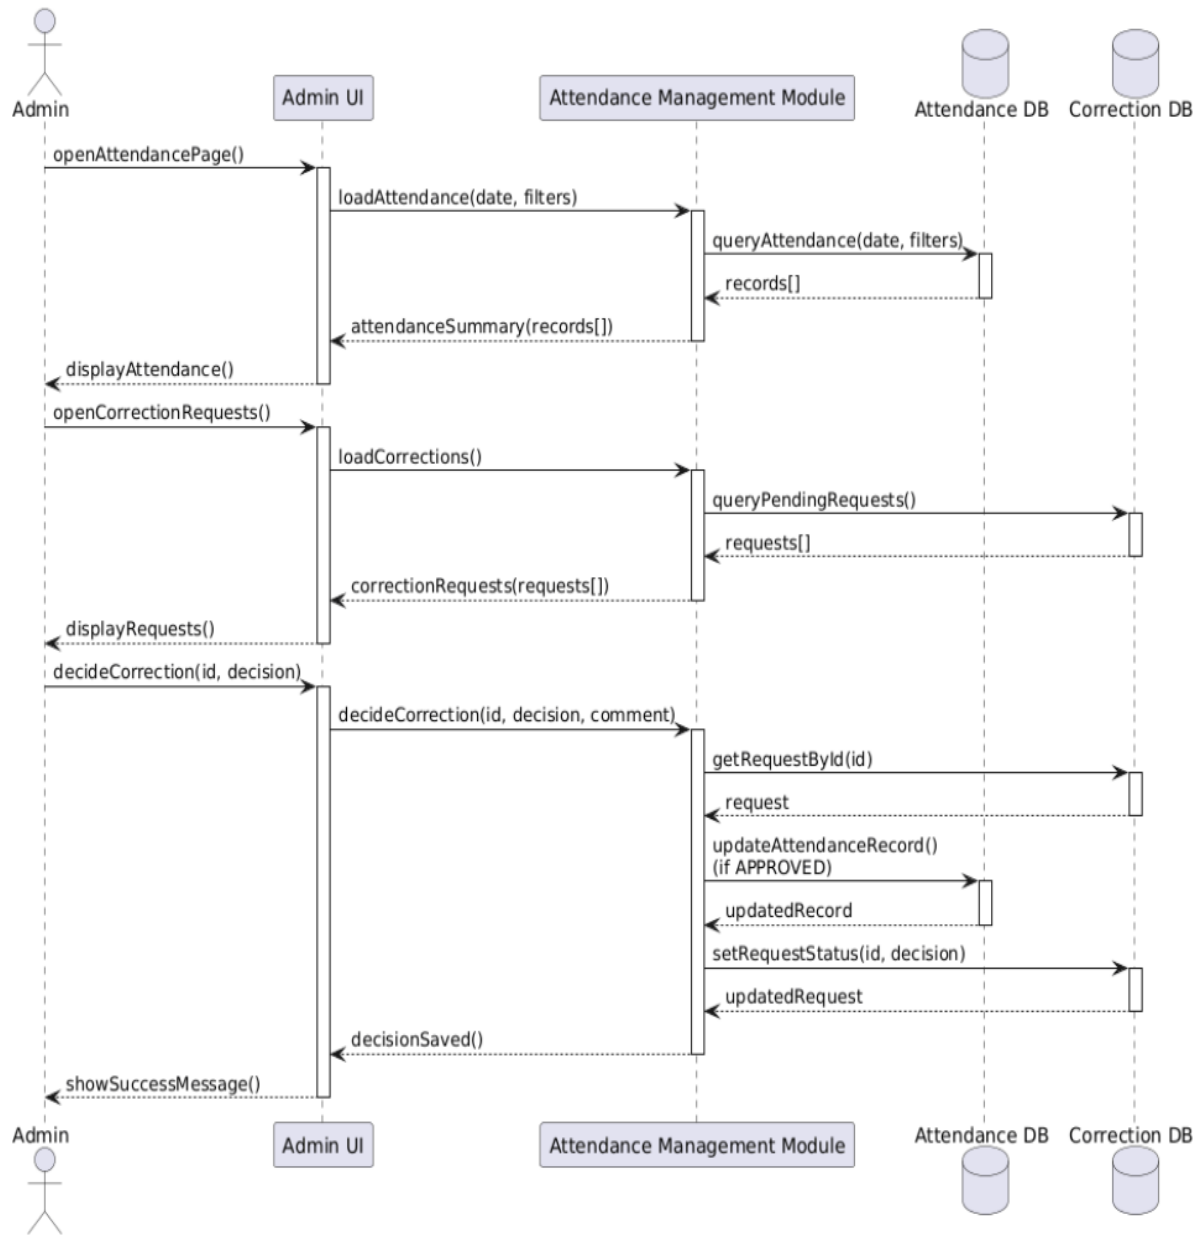 Admin
Admin UI
Attendance Management Module
Attendance DB
Correction DB
openAttendancePage()
loadAttendance(date, filters)
queryAttendance(date, filters)
records[]
attendanceSummary(records[])
displayAttendance()
openCorrectionRequests()
loadCorrections()
queryPendingRequests()
requests[]
correctionRequests(requests[])
displayRequests()
decideCorrection(id, decision)
decideCorrection(id, decision, comment)
getRequestById(id)
request
updateAttendanceRecord()
(if APPROVED)
updatedRecord
setRequestStatus(id, decision)
updatedRequest
decisionSaved()
showSuccessMessage()
Admin
Admin UI
Attendance Management Module
Attendance DB
Correction DB